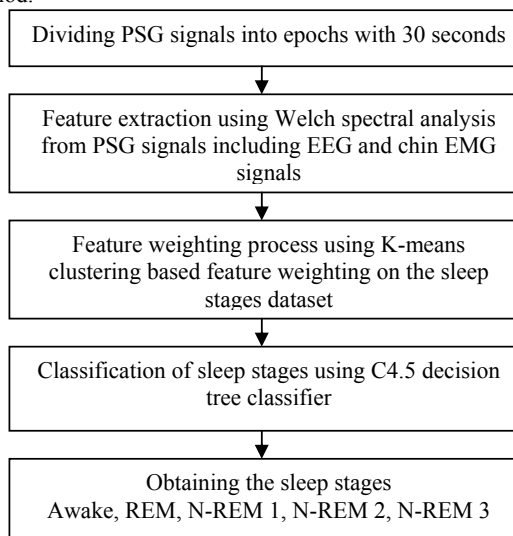 Dividing PSG signals into epochs with 30 seconds
Feature extraction using Welch spectral analysis
from PSG signals including EEG and chin EMG
signals
Feature weighting process using K-means
clustering based feature weighting on the sleep
stages dataset
Classification of sleep stages using C4.5 decision
tree classifier
Obtaining the sleep stages
Awake, REM, N-REM 1, N-REM 2, N-REM 3